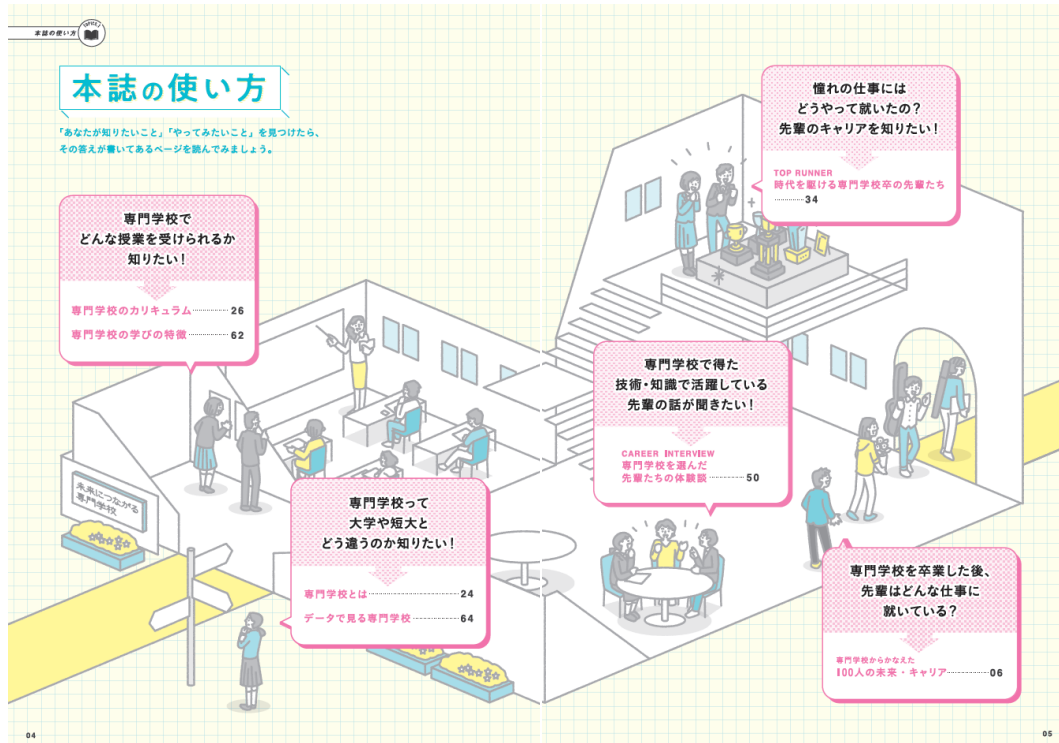 本誌の使い方
TOPICS 1
本誌の使い方
「あなたが知りたいこと」「やってみたいこと」を見つけたら、
その答えが書いてあるページを読んでみましょう。
専門学校で
どんな授業を受けられるか
知りたい!
専門学校のカリキュラム………26
専門学校の学びの特徴………62
未来につながる
専門学校
専門学校って
大学や短大と
どう違うのか知りたい!
専門学校とは………24
データで見る専門学校………64
憧れの仕事には
どうやって就いたの?
先輩のキャリアを知りたい!
TOP RUNNER
時代を駆ける専門学校卒の先輩たち
………34
専門学校で得た
技術・知識で活躍している
先輩の話が聞きたい!
CAREER INTERVIEW
専門学校を選んだ
先輩たちの体験談………50
専門学校を卒業した後、
先輩はどんな仕事に
就いている?
専門学校からかなえた
100人の未来・キャリア………06
04
05